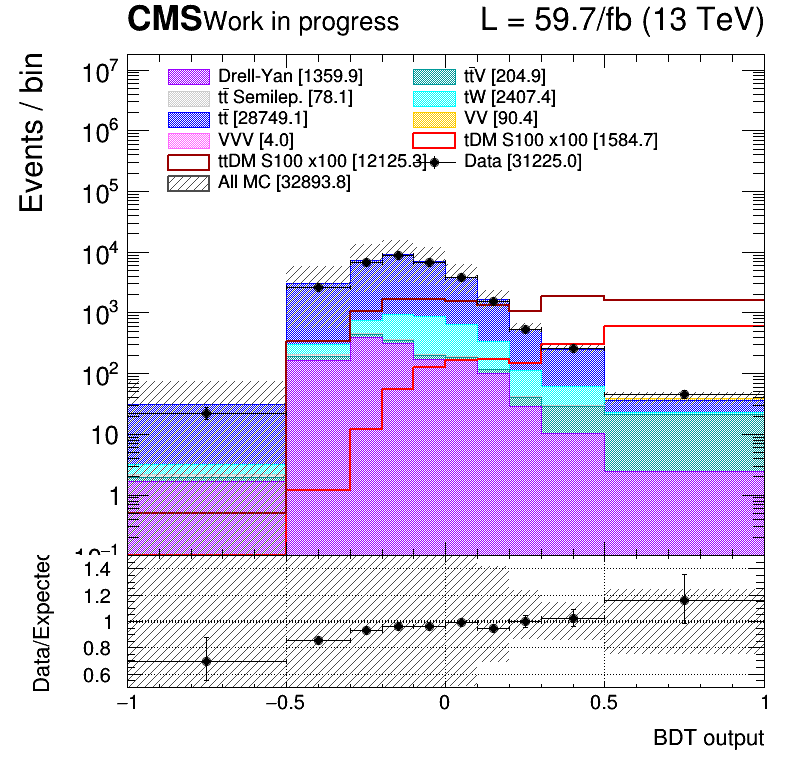 CMS Work in progress L = 59.7/fb (13 TeV)
Events / bin
Drell-Yan [1359.9] tt̄V [204.9]
tt̄ Semilep. [78.1] tW [2407.4]
tt̄ [28749.1] VV [90.4]
VVV [4.0] tDM S100 x100 [1584.7]
ttDM S100 x100 [12125.3] Data [31225.0]
All MC [32893.8]
10⁷
10⁶
10⁵
10⁴
10³
10²
10
1
10⁻¹
Data/Expected
1.4
1.2
1
0.8
0.6
−1 −0.5 0 0.5 1
BDT output